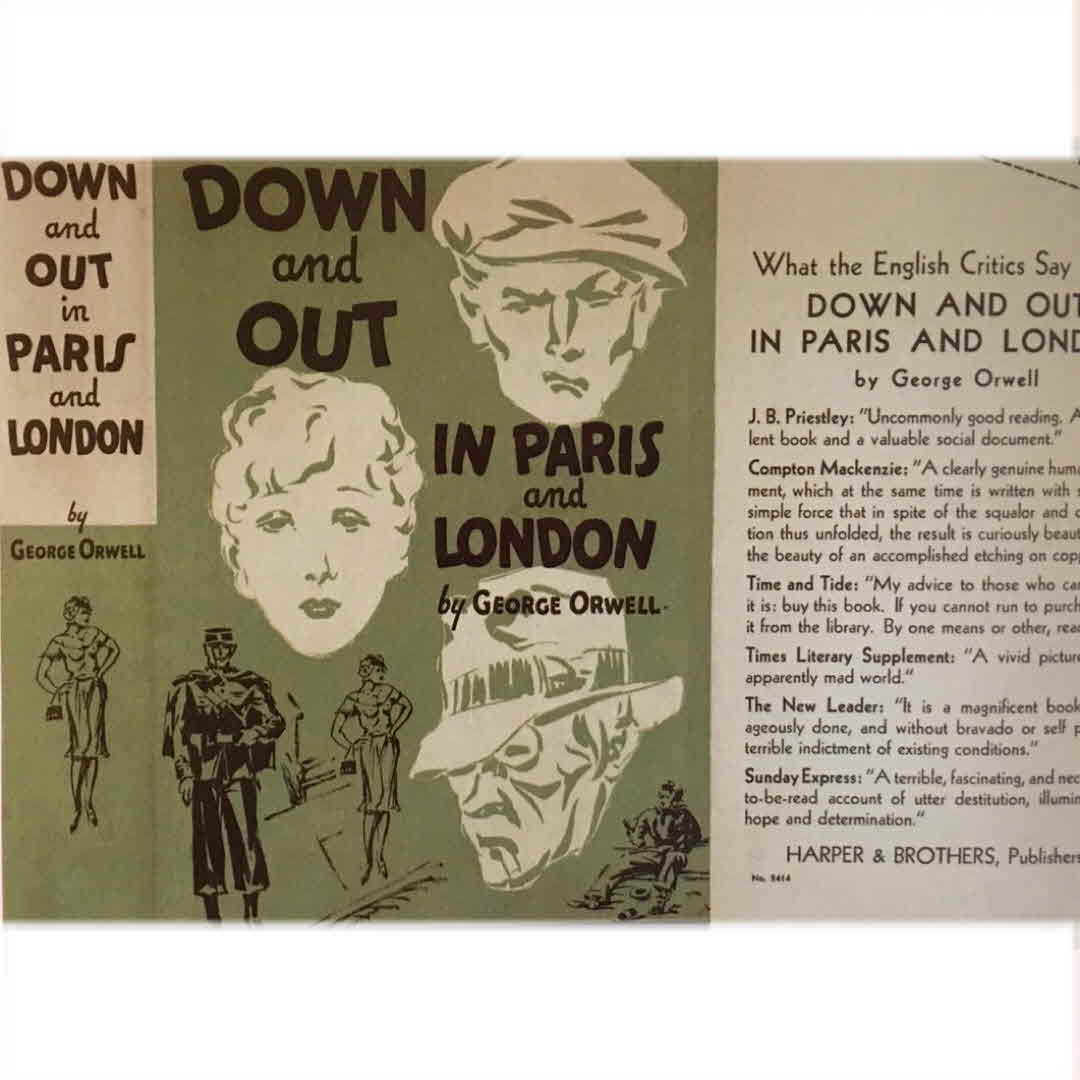 DOWN
and
OUT
in
PARIS
and
LONDON
by
GEORGE ORWELL
DOWN
and
OUT
IN PARIS
and
LONDON
by GEORGE ORWELL
What the English Critics Say
DOWN AND OUT
IN PARIS AND
by George Orwell
J. B. Priestley: "Uncommonly good reading.
lent book and a valuable social document."
Compton Mackenzie: "A clearly genuine
ment, which at the same time is written with
simple force that in spite of the squalor and
tion thus unfolded, the result is curiously
the beauty of an accomplished etching on
Time and Tide: "My advice to those who
it is: buy this book. If you cannot run to
it from the library. By one means or other,
Times Literary Supplement: "A vivid
apparently mad world."
The New Leader: "It is a magnificent book
ageously done, and without bravado or self
terrible indictment of existing conditions."
Sunday Express: "A terrible, fascinating, and
to-be-read account of utter destitution,
hope and determination."
HARPER & BROTHERS, Publishers
No. 9414